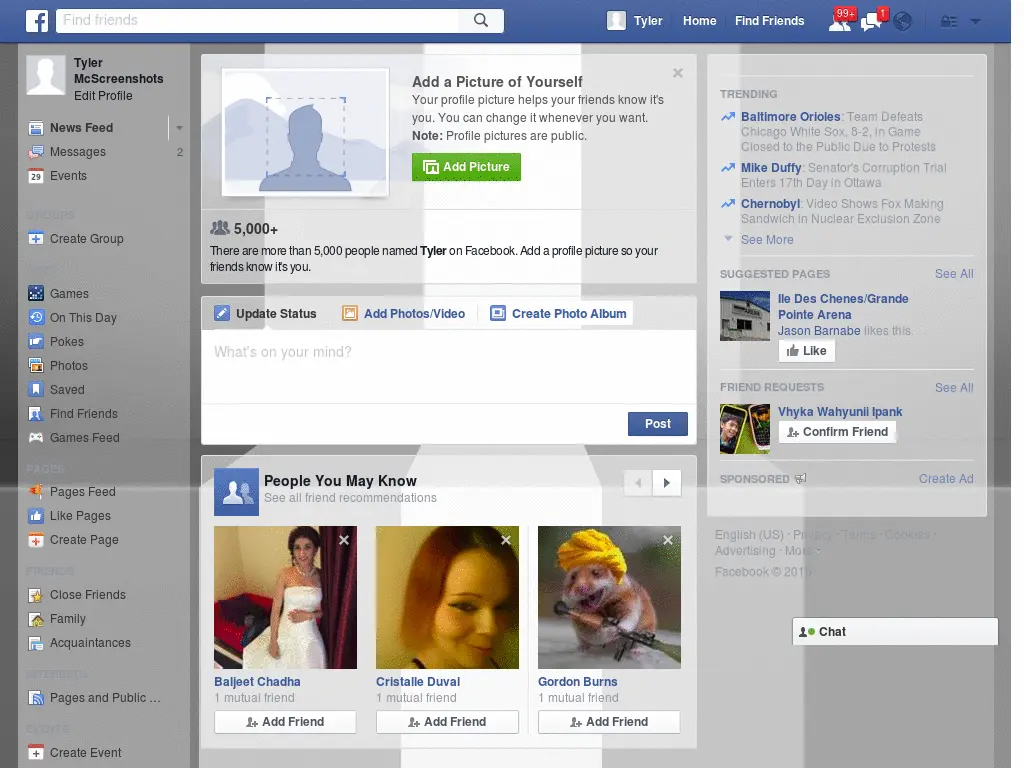 Find friends
Tyler
Home
Find Friends
99+
1
Tyler
McScreenshots
Edit Profile
News Feed
Messages
2
29
Events
GROUPS
Create Group
Games
On This Day
Pokes
Photos
Saved
Find Friends
Games Feed
PAGES
Pages Feed
Like Pages
Create Page
FRIENDS
Close Friends
Family
Acquaintances
INTERESTS
Pages and Public ...
EVENTS
Create Event
Add a Picture of Yourself
Your profile picture helps your friends know it's
you. You can change it whenever you want.
Note: Profile pictures are public.
Add Picture
5,000+
There are more than 5,000 people named Tyler on Facebook. Add a profile picture so your
friends know it's you.
Update Status
Add Photos/Video
Create Photo Album
What's on your mind?
Post
People You May Know
See all friend recommendations
Baljeet Chadha
1 mutual friend
Add Friend
Cristalle Duval
1 mutual friend
Add Friend
Gordon Burns
1 mutual friend
Add Friend
TRENDING
Baltimore Orioles: Team Defeats
Chicago White Sox, 8-2, in Game
Closed to the Public Due to Protests
Mike Duffy: Senator's Corruption Trial
Enters 17th Day in Ottawa
Chernobyl: Video Shows Fox Making
Sandwich in Nuclear Exclusion Zone
See More
SUGGESTED PAGES
See All
Ile Des Chenes/Grande
Pointe Arena
Jason Barnabe likes this.
Like
FRIEND REQUESTS
See All
Vhyka Wahyunii Ipank
Confirm Friend
SPONSORED
Create Ad
English (US) · Privacy · Terms · Cookies ·
Advertising · More
Facebook © 2015
Chat